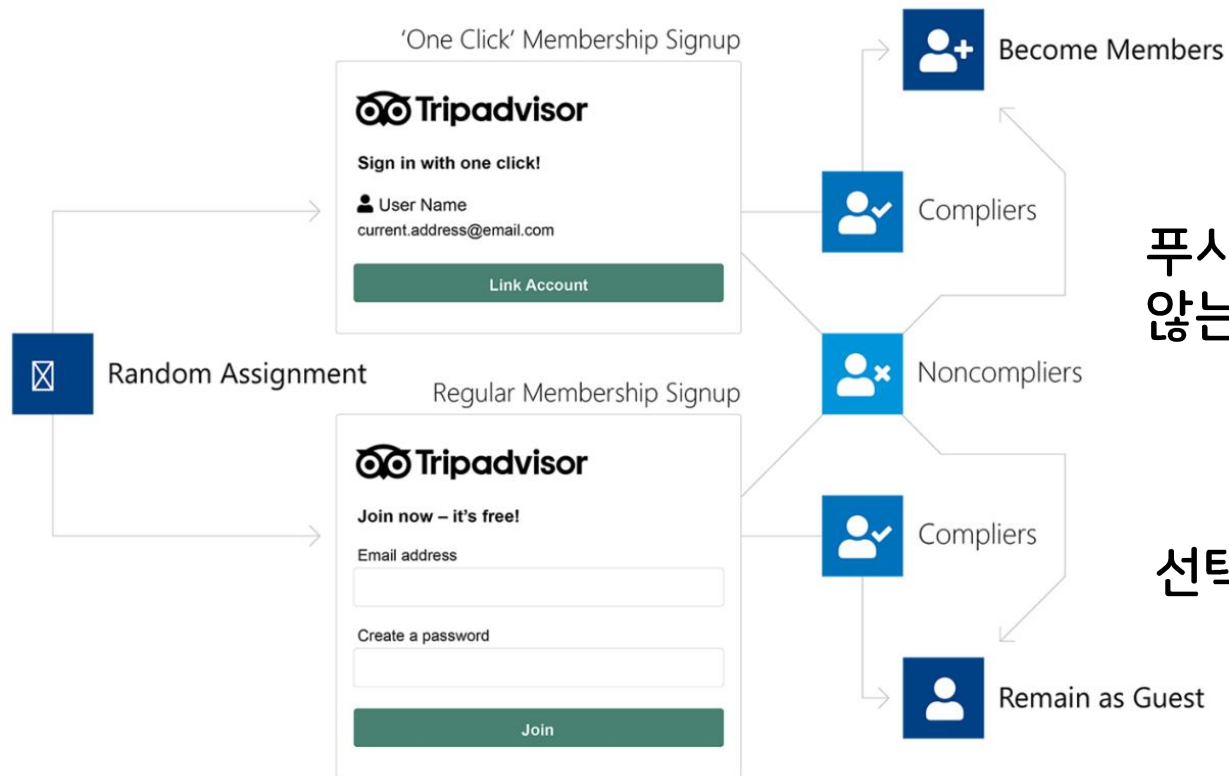 'One Click' Membership Signup
Tripadvisor
Sign in with one click!
User Name
current.address@email.com
Link Account
Become Members
Compliers
Random Assignment
Noncompliers
Regular Membership Signup
Tripadvisor
Join now – it's free!
Email address
Create a password
Join
Compliers
Remain as Guest
않는